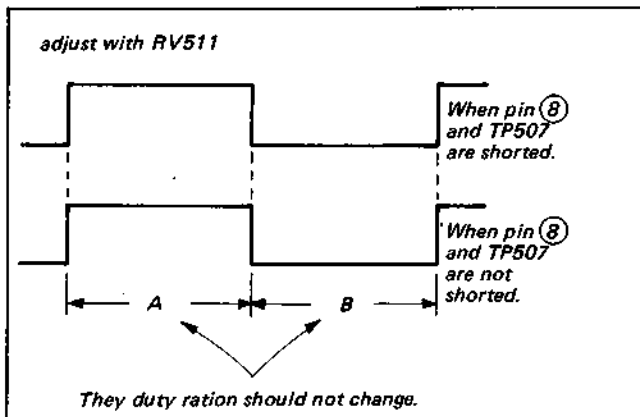 adjust with RV511
When pin ⑧
and TP507
are shorted.
When pin ⑧
and TP507
are not
shorted.
A
B
They duty ration should not change.